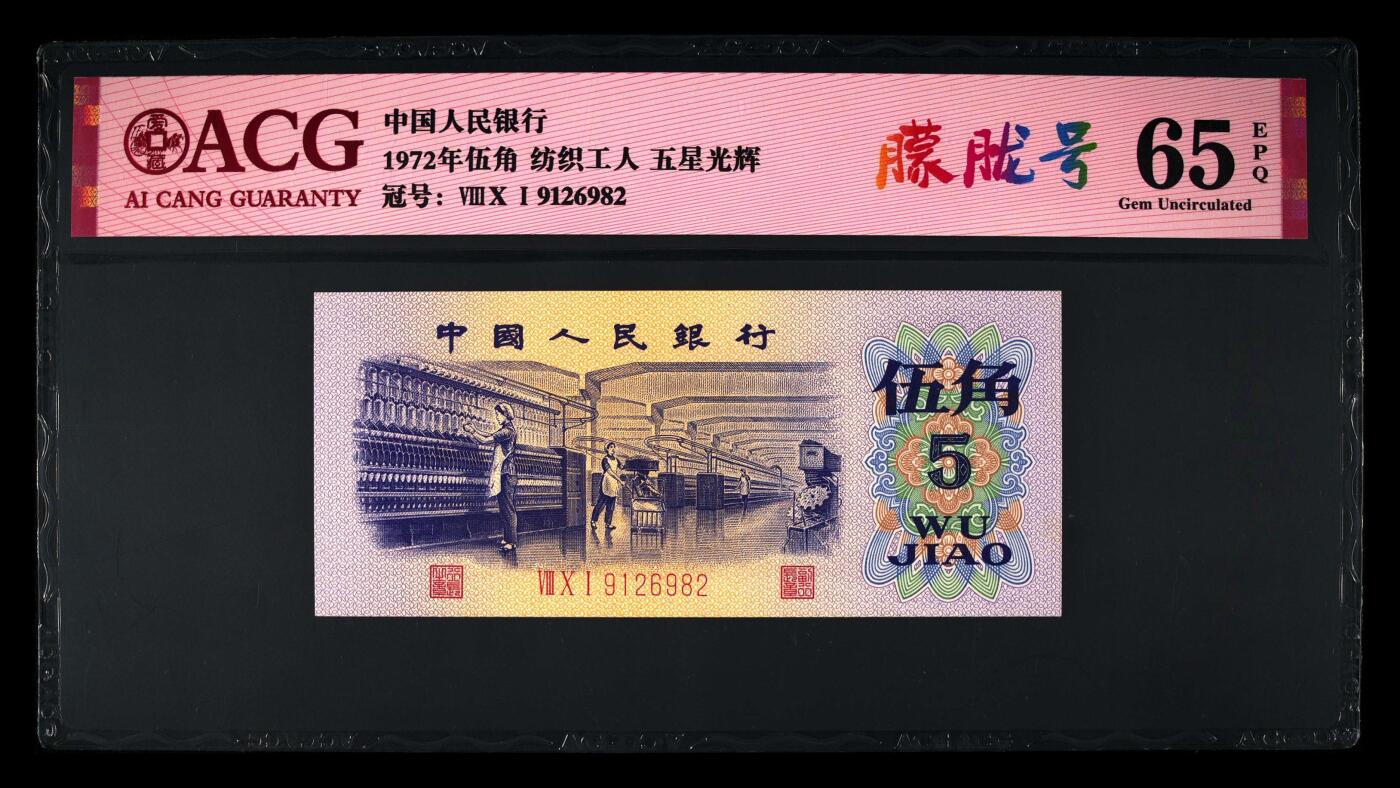 ACG
AI CANG GUARANTY
中国人民银行
1972年伍角 纺织工人 五星光辉
冠号：ⅧⅩⅠ9126982
朦胧号
65
EPQ
Gem Uncirculated
中國人民銀行
伍角
5
WU
JIAO
ⅧⅩⅠ9126982